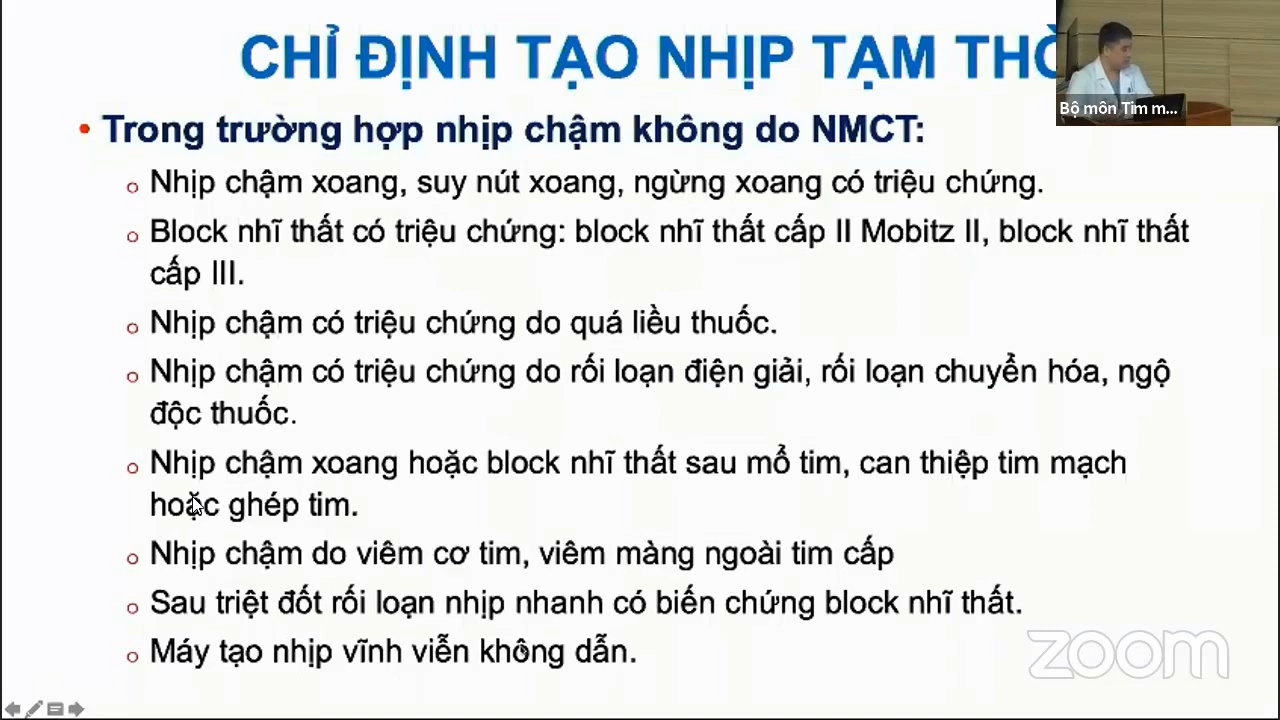 CHỈ ĐỊNH TẠO NHỊP TẠM
Bộ môn Tim m...
• Trong trường hợp nhịp chậm không do NMCT:
o Nhịp chậm xoang, suy nút xoang, ngừng xoang có triệu chứng.
o Block nhĩ thất có triệu chứng: block nhĩ thất cấp II Mobitz II, block nhĩ thất
cấp III.
o Nhịp chậm có triệu chứng do quá liều thuốc.
o Nhịp chậm có triệu chứng do rối loạn điện giải, rối loạn chuyển hóa, ngộ
độc thuốc.
o Nhịp chậm xoang hoặc block nhĩ thất sau mổ tim, can thiệp tim mạch
hoặc ghép tim.
o Nhịp chậm do viêm cơ tim, viêm màng ngoài tim cấp
o Sau triệt đốt rối loạn nhịp nhanh có biến chứng block nhĩ thất.
o Máy tạo nhịp vĩnh viễn không dẫn.
zoom